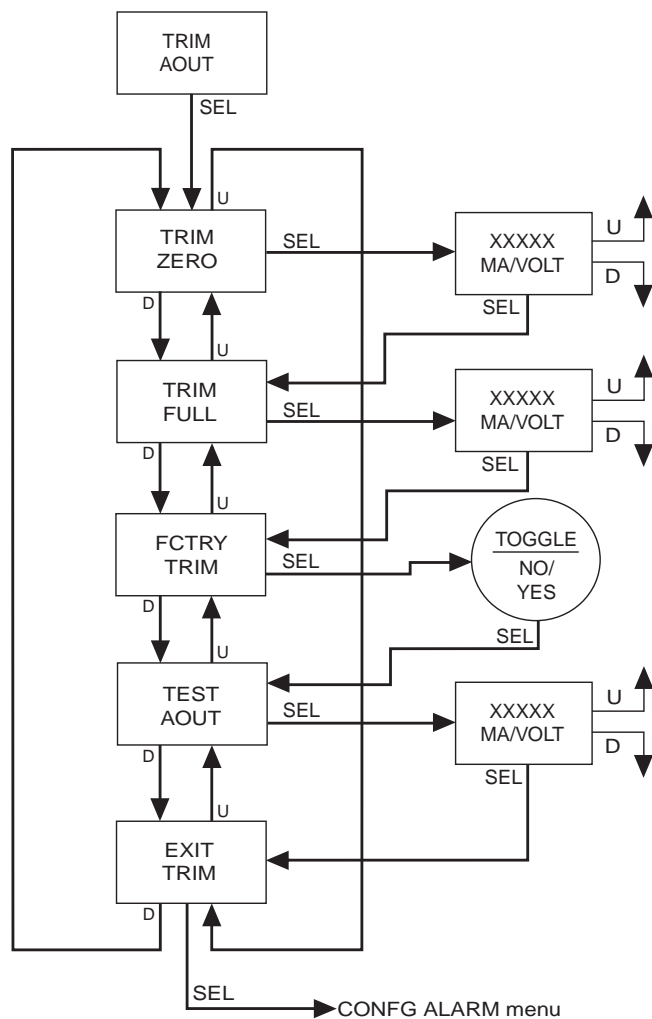 TRIM
AOUT
SEL
U
TRIM
ZERO
SEL
XXXXX
MA/VOLT
U
D
D
U
SEL
TRIM
FULL
SEL
XXXXX
MA/VOLT
U
D
D
U
SEL
FCTRY
TRIM
SEL
TOGGLE
NO/
YES
D
U
SEL
TEST
AOUT
SEL
XXXXX
MA/VOLT
U
D
D
U
SEL
EXIT
TRIM
D
SEL
CONFG ALARM menu